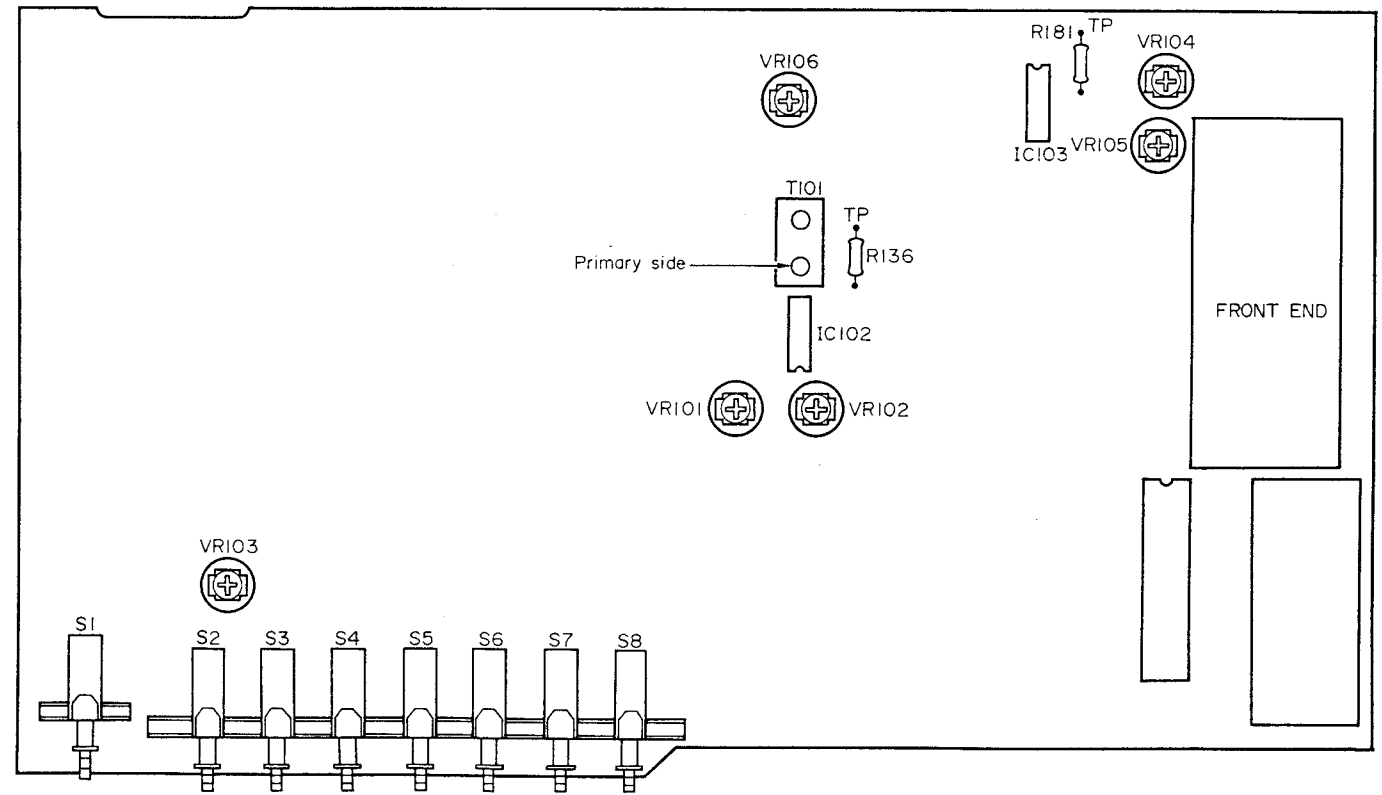 R181 TP
VR104
VR106
IC103 VR105
T101
TP
Primary side
R136
FRONT END
IC102
VR101
VR102
VR103
S1
S2 S3 S4 S5 S6 S7 S8